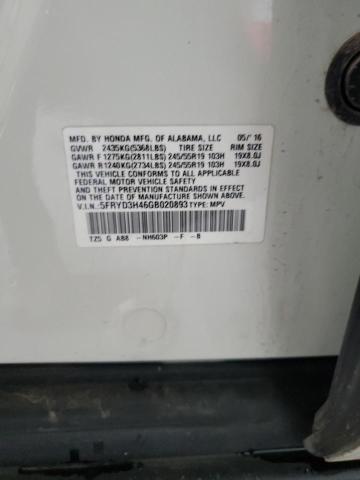 MFD. BY HONDA MFG. OF ALABAMA, LLC 05/ 16
GVWR 2435KG(5368LBS) TIRE SIZE RIM SIZE
GAWR F 1275KG(2811LBS) 245/55R19 103H 19X8.0J
GAWR R 1240KG(2734LBS) 245/55R19 103H 19X8.0J
THIS VEHICLE CONFORMS TO ALL APPLICABLE
FEDERAL MOTOR VEHICLE SAFETY
AND THEFT PREVENTION STANDARDS IN EFFECT
ON THE DATE OF MANUFACTURE SHOWN ABOVE.
V.I.N.: 5FRYD3H46GB020893 TYPE: MPV
TZ5 G A88 -NH603P -F -B